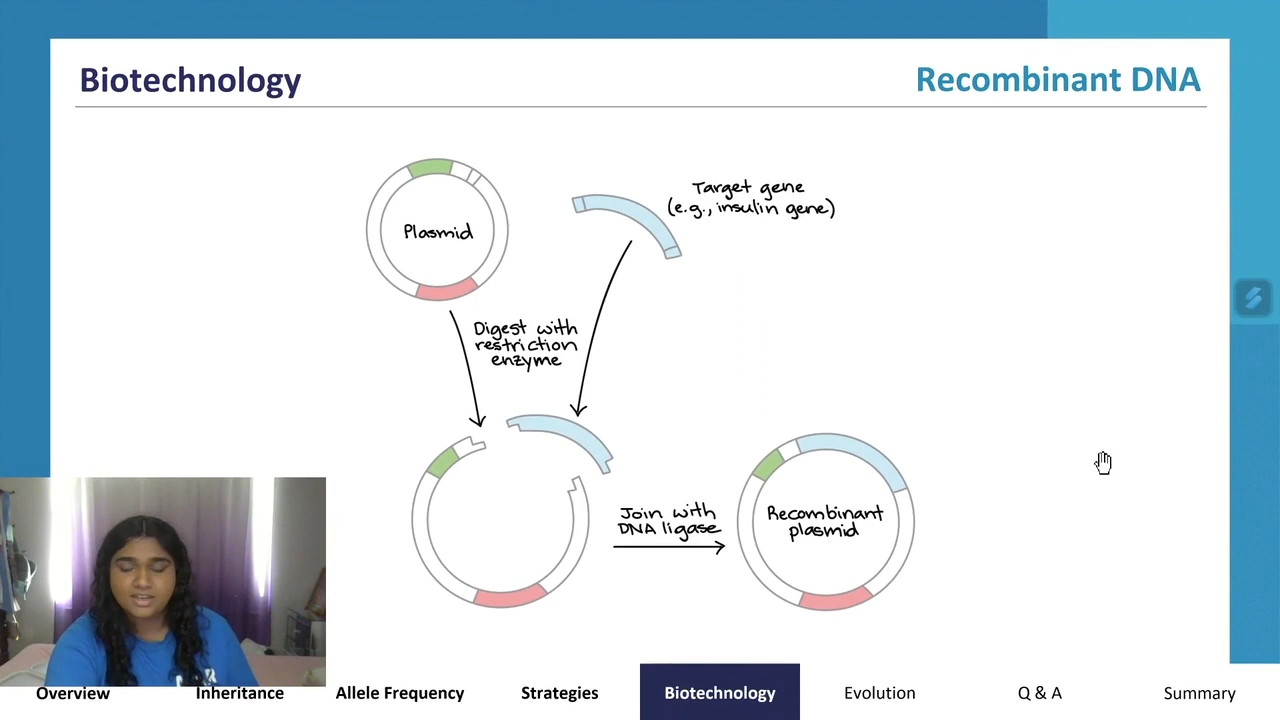 Biotechnology
Recombinant DNA
Plasmid
Target gene
(e.g., insulin gene)
Digest with
restriction
enzyme
Join with
DNA ligase
Recombinant
plasmid
Overview
Inheritance
Allele Frequency
Strategies
Biotechnology
Evolution
Q & A
Summary